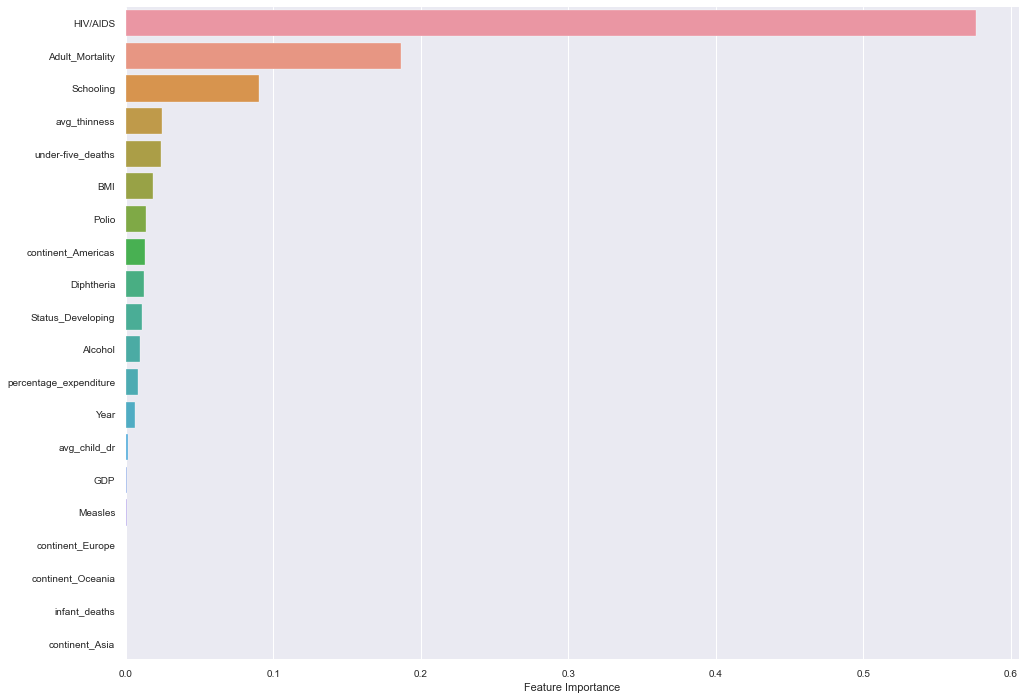 HIV/AIDS
Adult_Mortality
Schooling
avg_thinness
under-five_deaths
BMI
Polio
continent_Americas
Diphtheria
Status_Developing
Alcohol
percentage_expenditure
Year
avg_child_dr
GDP
Measles
continent_Europe
continent_Oceania
infant_deaths
continent_Asia
0.0 0.1 0.2 0.3 0.4 0.5 0.6
Feature Importance